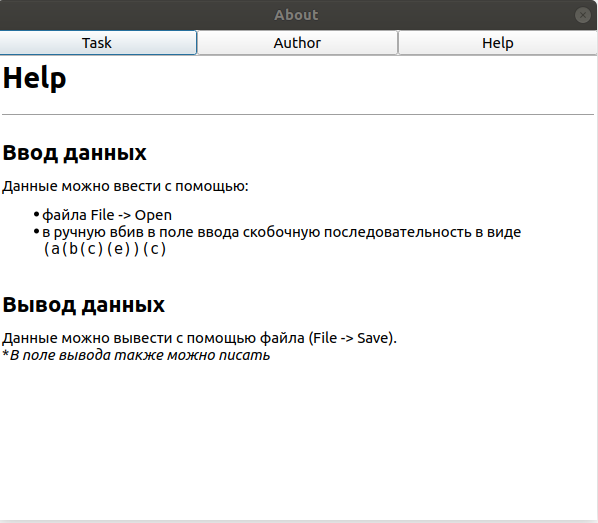 About
Task Author Help
Help
Ввод данных
Данные можно ввести с помощью:
• файла File -> Open
• в ручную вбив в поле ввода скобочную последовательность в виде
(a(b(c)(e))(c)
Вывод данных
Данные можно вывести с помощью файла (File -> Save).
*В поле вывода также можно писать